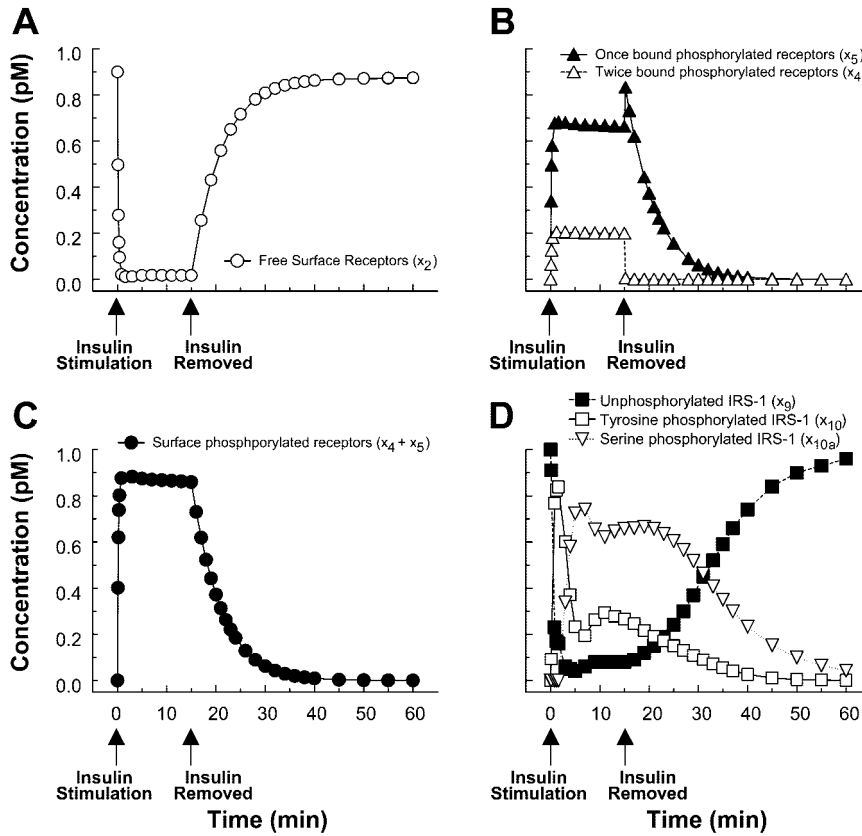 A
Concentration (pM)
1.0
0.8
0.6
0.4
0.2
0.0
Free Surface Receptors (x2)
Insulin Stimulation
Insulin Removed
B
Once bound phosphorylated receptors (x5)
Twice bound phosphorylated receptors (x4
Insulin Stimulation
Insulin Removed
C
Concentration (pM)
1.0
0.8
0.6
0.4
0.2
0.0
Surface phosphporylated receptors (x4 + x5)
0 10 20 30 40 50 60
Insulin Stimulation
Insulin Removed
Time (min)
D
Unphosphorylated IRS-1 (x9)
Tyrosine phosphorylated IRS-1 (x10)
Serine phosphorylated IRS-1 (x10a)
0 10 20 30 40 50 60
Insulin Stimulation
Insulin Removed
Time (min)